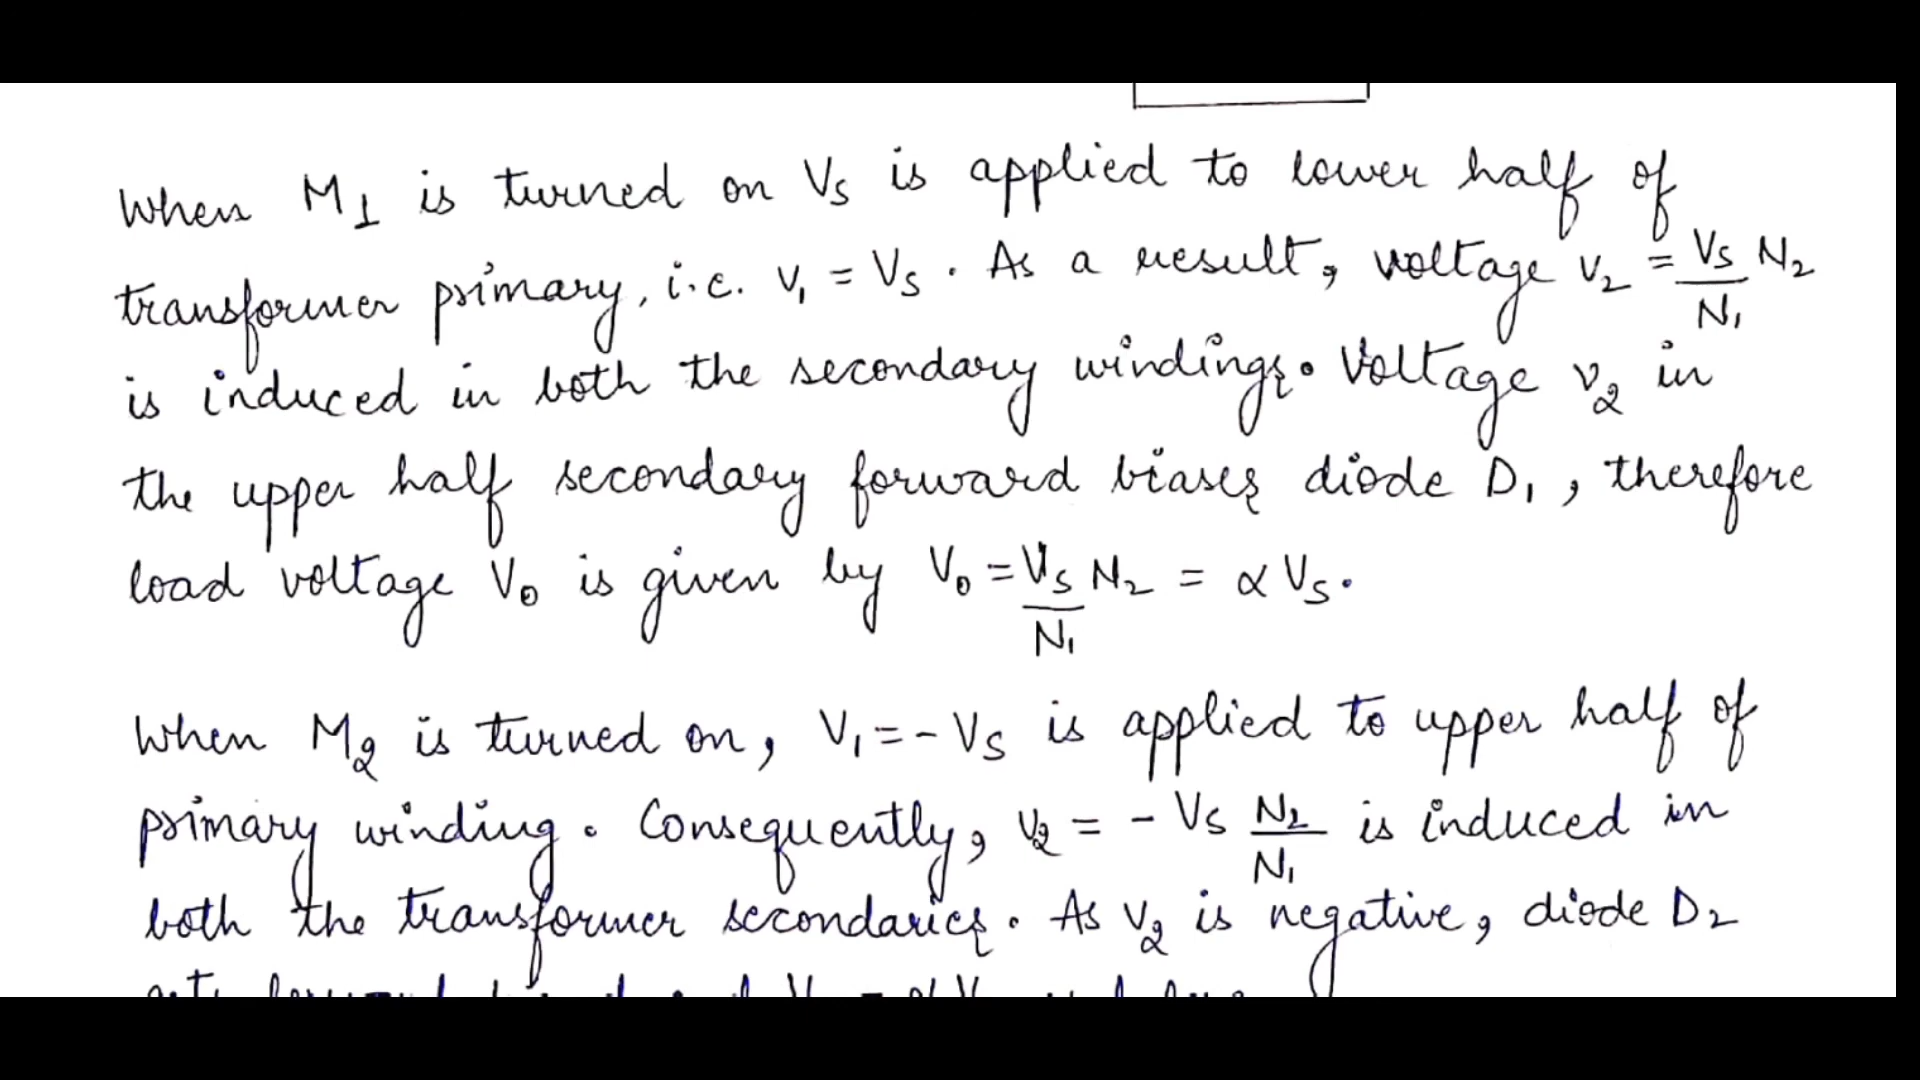 When M1 is turned on Vs is applied to lower half of
transformer primary, i.e. v1 = Vs. As a result, voltage v2 = Vs/N1 N2
is induced in both the secondary windings. Voltage v2 in
the upper half secondary forward biases diode D1, therefore
load voltage V0 is given by V0 = Vs/N1 N2 = α Vs.
When M2 is turned on, V1 = - Vs is applied to upper half of
primary winding. Consequently, v2 = - Vs N2/N1 is induced in
both the transformer secondaries. As v2 is negative, diode D2